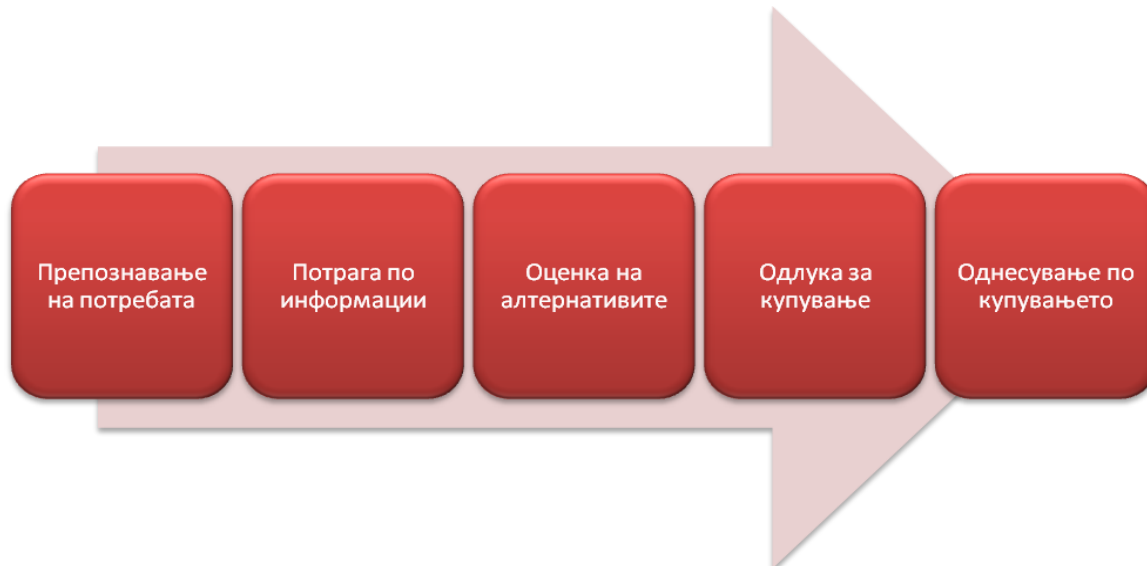 Препознавање
на потребата
Потрага по
информации
Оценка на
алтернативите
Одлука за
купување
Однесување по
купувањето